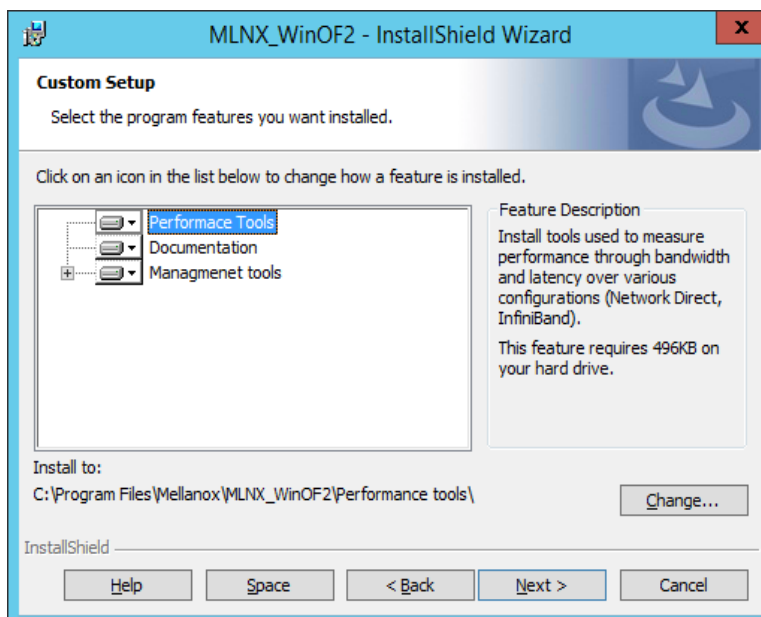 MLNX_WinOF2 - InstallShield Wizard
x
Custom Setup
Select the program features you want installed.
Click on an icon in the list below to change how a feature is installed.
Performace Tools
Documentation
Managmenet tools
Feature Description
Install tools used to measure
performance through bandwidth
and latency over various
configurations (Network Direct,
InfiniBand).
This feature requires 496KB on
your hard drive.
Install to:
C:\Program Files\Mellanox\MLNX_WinOF2\Performance tools\
Change...
InstallShield
Help
Space
< Back
Next >
Cancel